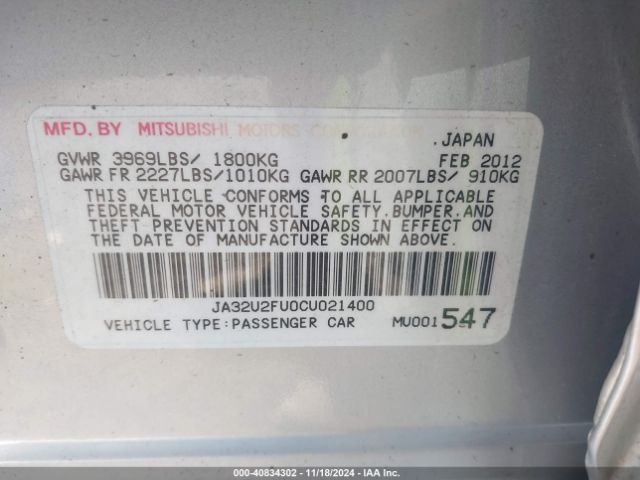 MFD. BY MITSUBISHI MOTORS CORPORATION
JAPAN
GVWR 3969LBS/ 1800KG FEB 2012
GAWR FR 2227LBS/1010KG GAWR RR 2007LBS/ 910KG
THIS VEHICLE CONFORMS TO ALL APPLICABLE
FEDERAL MOTOR VEHICLE SAFETY,BUMPER,AND
THEFT PREVENTION STANDARDS IN EFFECT ON
THE DATE OF MANUFACTURE SHOWN ABOVE.
JA32U2FU0CU021400
VEHICLE TYPE:PASSENGER CAR MU001547
000-40834302 - 11/18/2024 - IAA Inc.